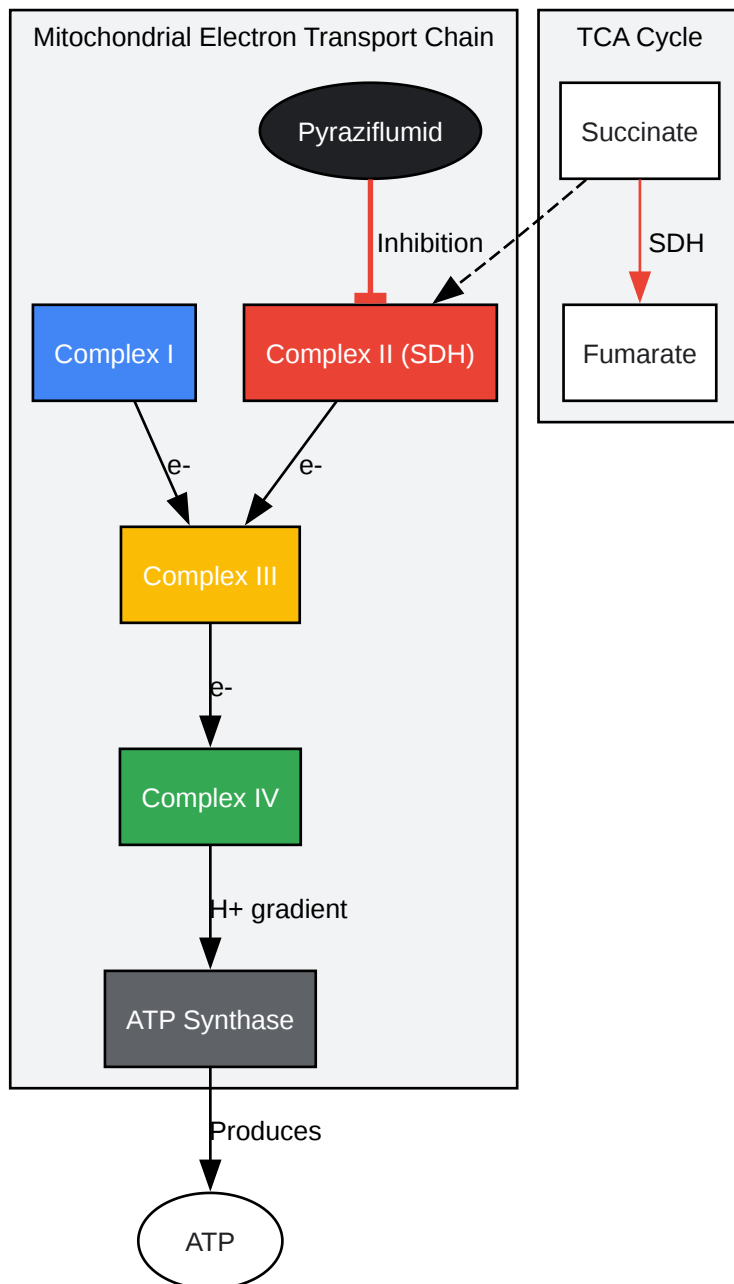 Mitochondrial Electron Transport Chain
TCA Cycle
Pyraziflumid
Succinate
Inhibition
SDH
Complex I
Complex II (SDH)
Fumarate
e-
e-
Complex III
e-
Complex IV
H+ gradient
ATP Synthase
Produces
ATP